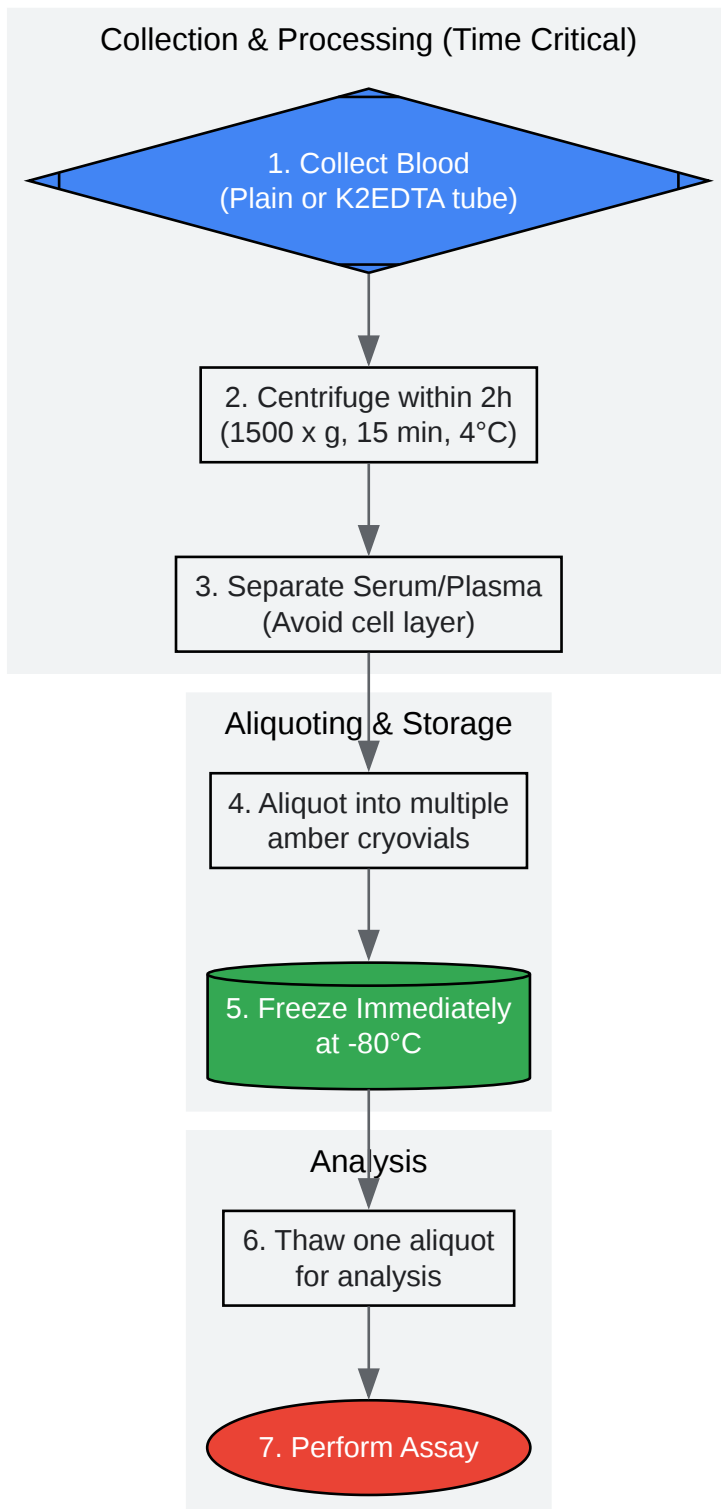 Collection & Processing (Time Critical)
1. Collect Blood
(Plain or K2EDTA tube)
2. Centrifuge within 2h
(1500 x g, 15 min, 4°C)
3. Separate Serum/Plasma
(Avoid cell layer)
Aliquoting & Storage
4. Aliquot into multiple
amber cryovials
5. Freeze Immediately
at -80°C
Analysis
6. Thaw one aliquot
for analysis
7. Perform Assay